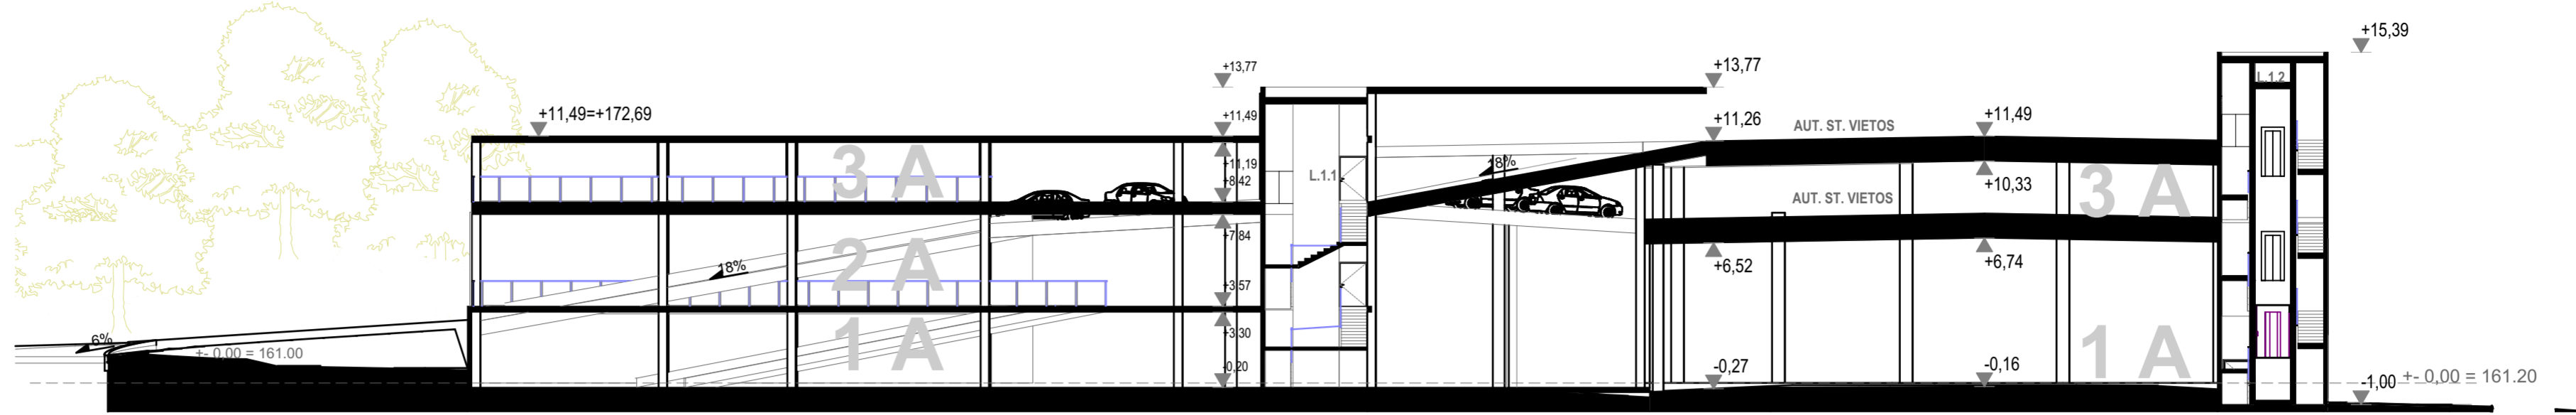 +15,39
+13,77
+13,77
L.1.2
+11,49=+172,69
+11,49
+11,26
AUT. ST. VIETOS
+11,49
3 A
+11,19
+8,42
L.1.1
18%
+10,33
AUT. ST. VIETOS
3 A
+7,84
2 A
18%
+6,52
+6,74
+3,57
+3,30
1 A
6%
+- 0,00 = 161.00
-0,20
-0,27
-0,16
1 A
-1,00
+- 0,00 = 161.20